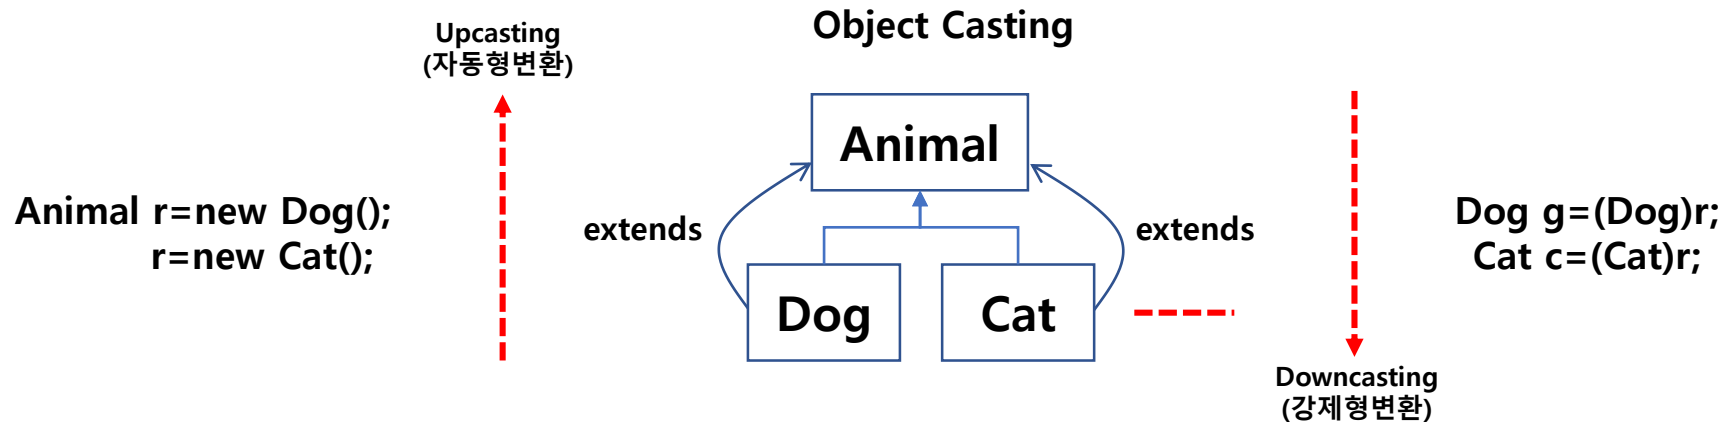 Object Casting
Upcasting
(자동형변환)
Animal
Animal r=new Dog();
r=new Cat();
extends
extends
Dog g=(Dog)r;
Cat c=(Cat)r;
Dog
Cat
Downcasting
(강제형변환)